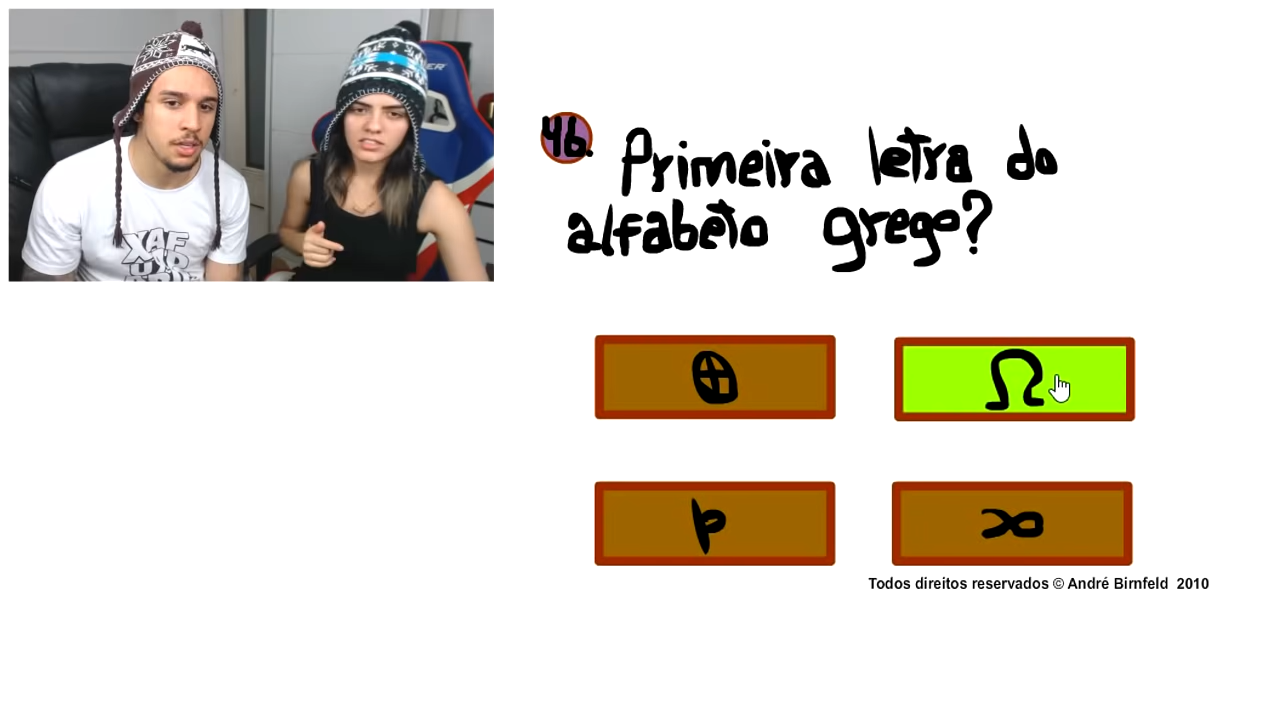 46. Primeira letra do
alfabeto grego?
Ω
Todos direitos reservados © André Birnfeld 2010